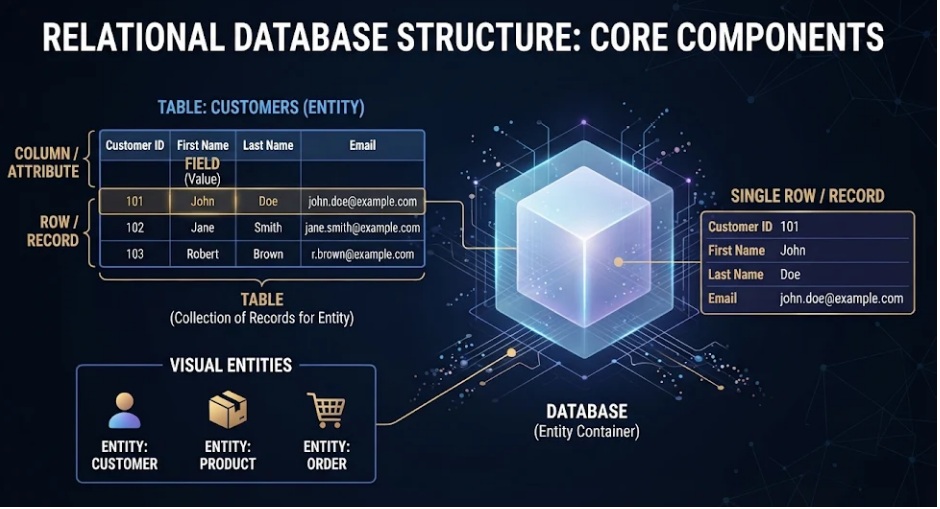 RELATIONAL DATABASE STRUCTURE: CORE COMPONENTS
TABLE: CUSTOMERS (ENTITY)
COLUMN /
ATTRIBUTE
Customer ID First Name Last Name Email
FIELD
(Value)
ROW /
RECORD
101 John Doe john.doe@example.com
102 Jane Smith jane.smith@example.com
103 Robert Brown r.brown@example.com
TABLE
(Collection of Records for Entity)
SINGLE ROW / RECORD
Customer ID 101
First Name John
Last Name Doe
Email john.doe@example.com
VISUAL ENTITIES
ENTITY:
CUSTOMER
ENTITY:
PRODUCT
ENTITY:
ORDER
DATABASE
(Entity Container)